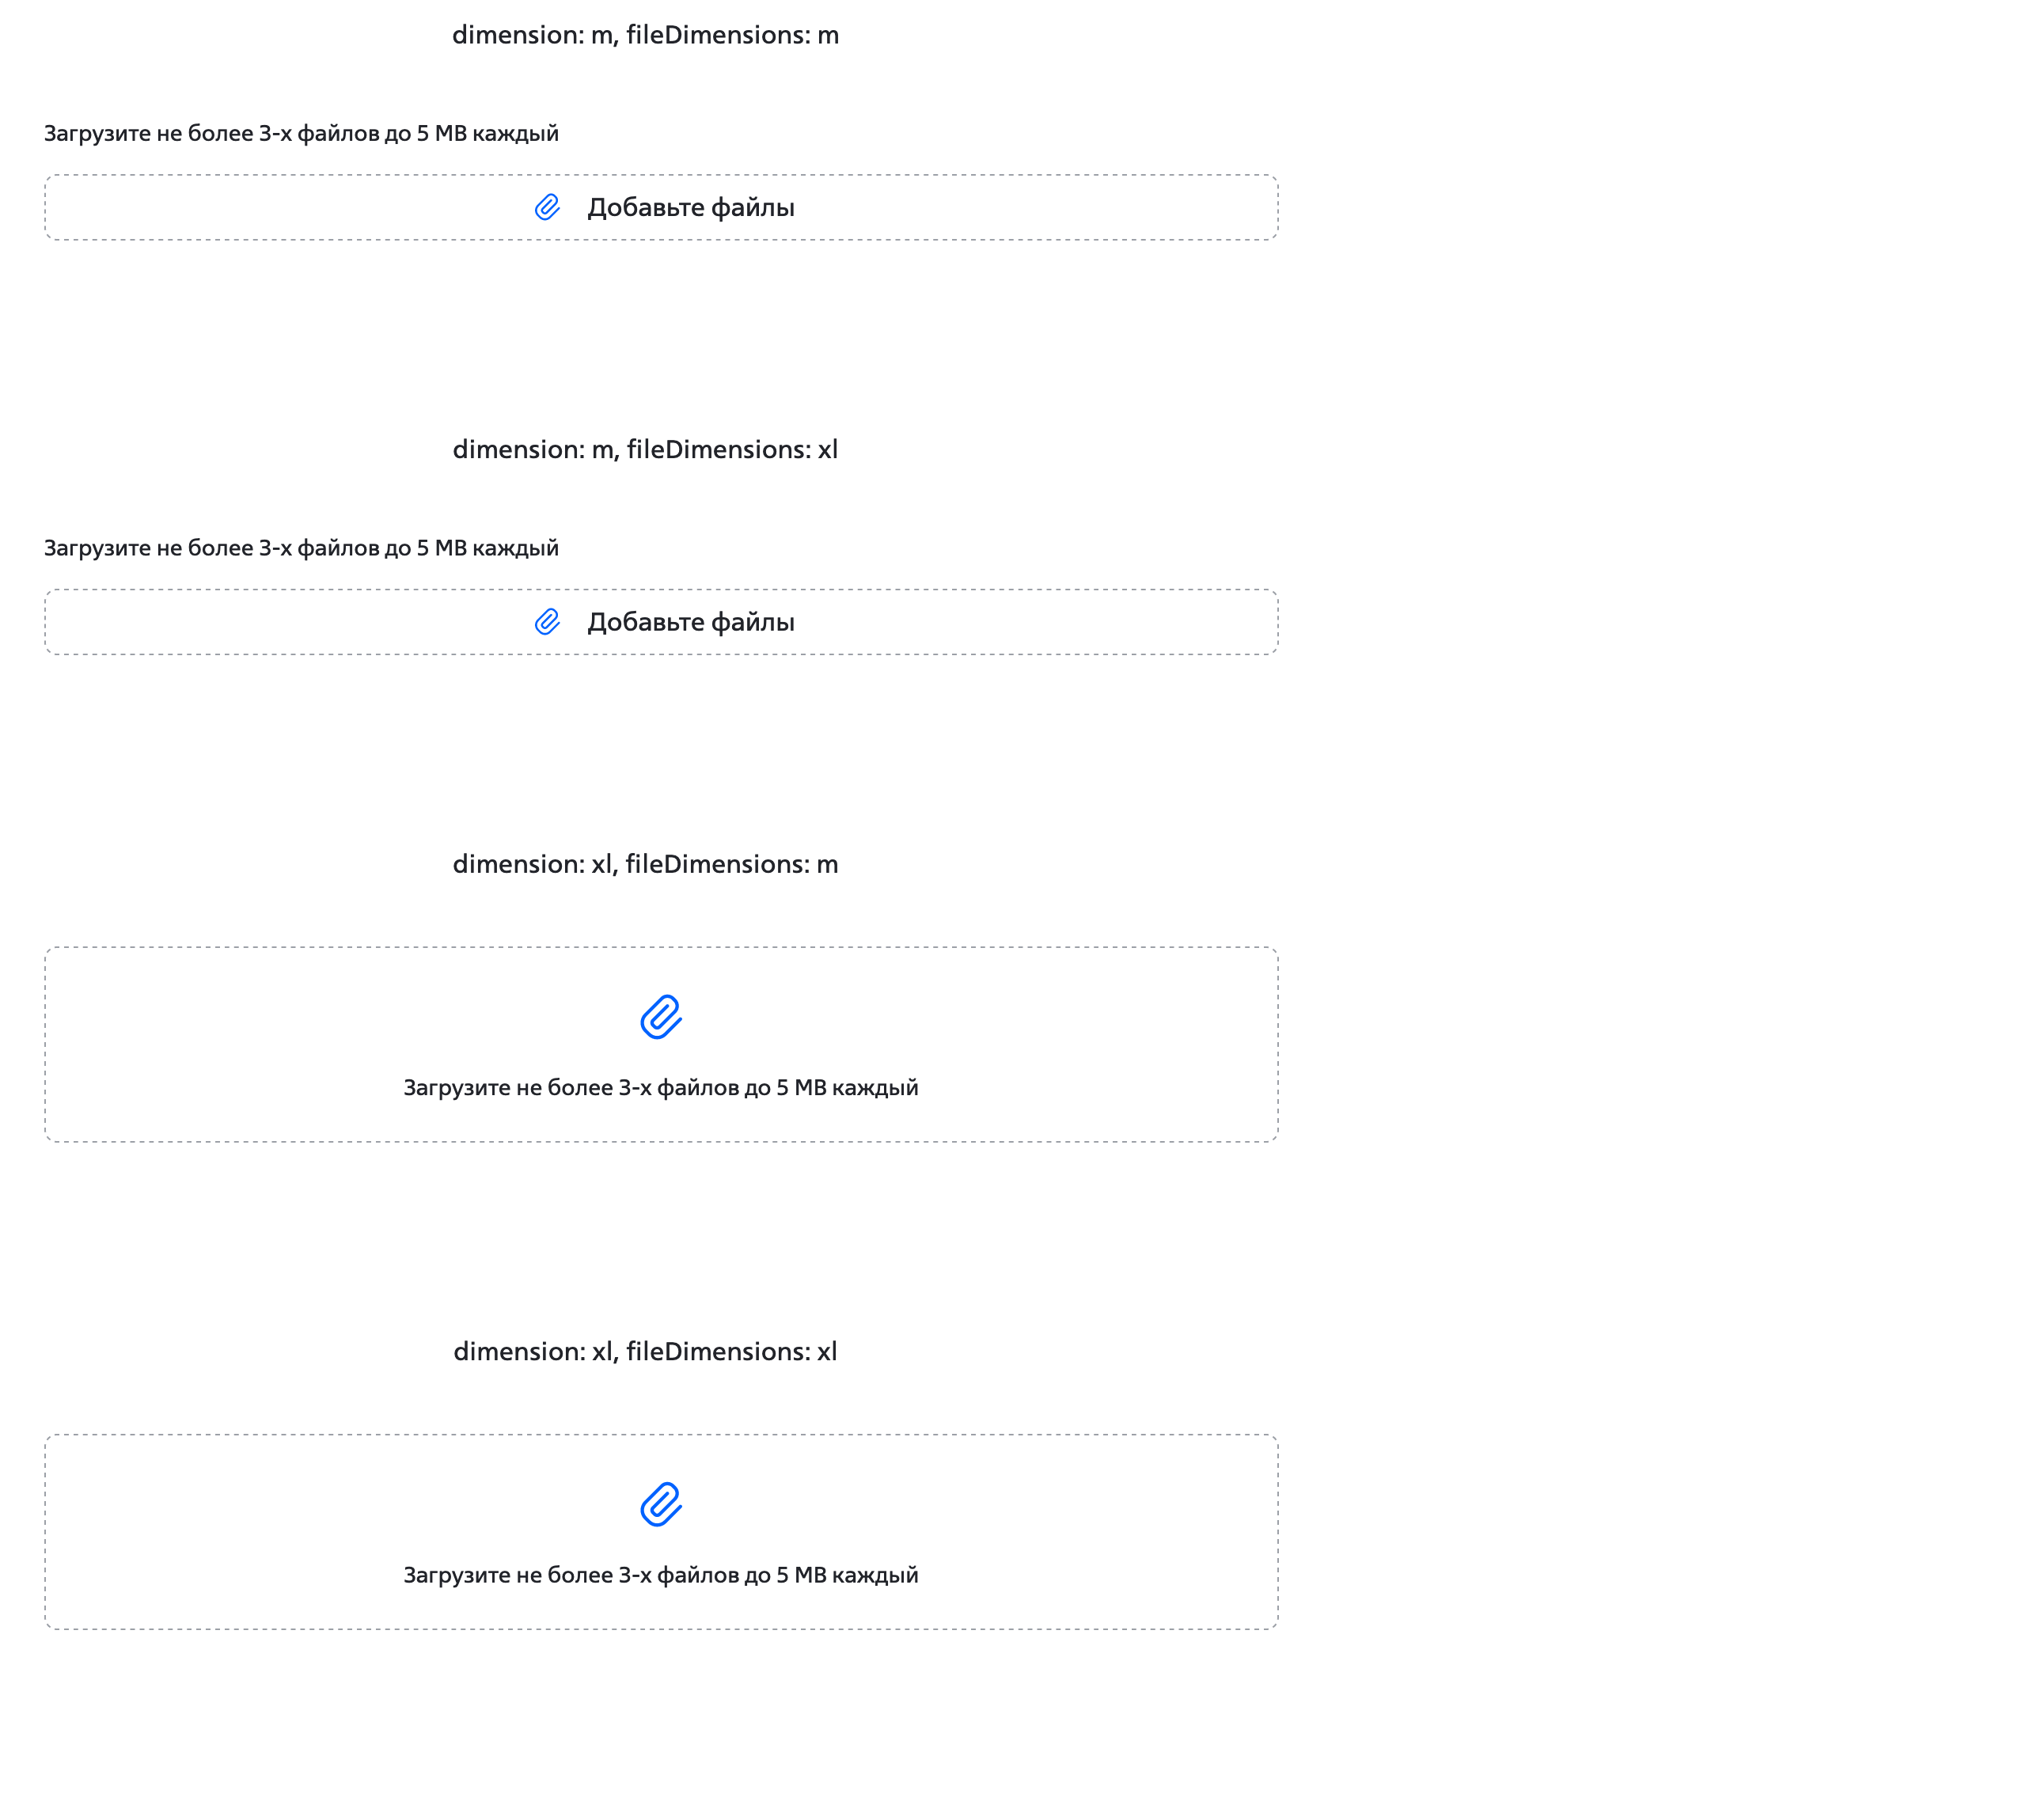 dimension: m, fileDimensions: m
Загрузите не более 3-х файлов до 5 MB каждый
Добавьте файлы
dimension: m, fileDimensions: xl
Загрузите не более 3-х файлов до 5 MB каждый
Добавьте файлы
dimension: xl, fileDimensions: m
Загрузите не более 3-х файлов до 5 MB каждый
dimension: xl, fileDimensions: xl
Загрузите не более 3-х файлов до 5 MB каждый